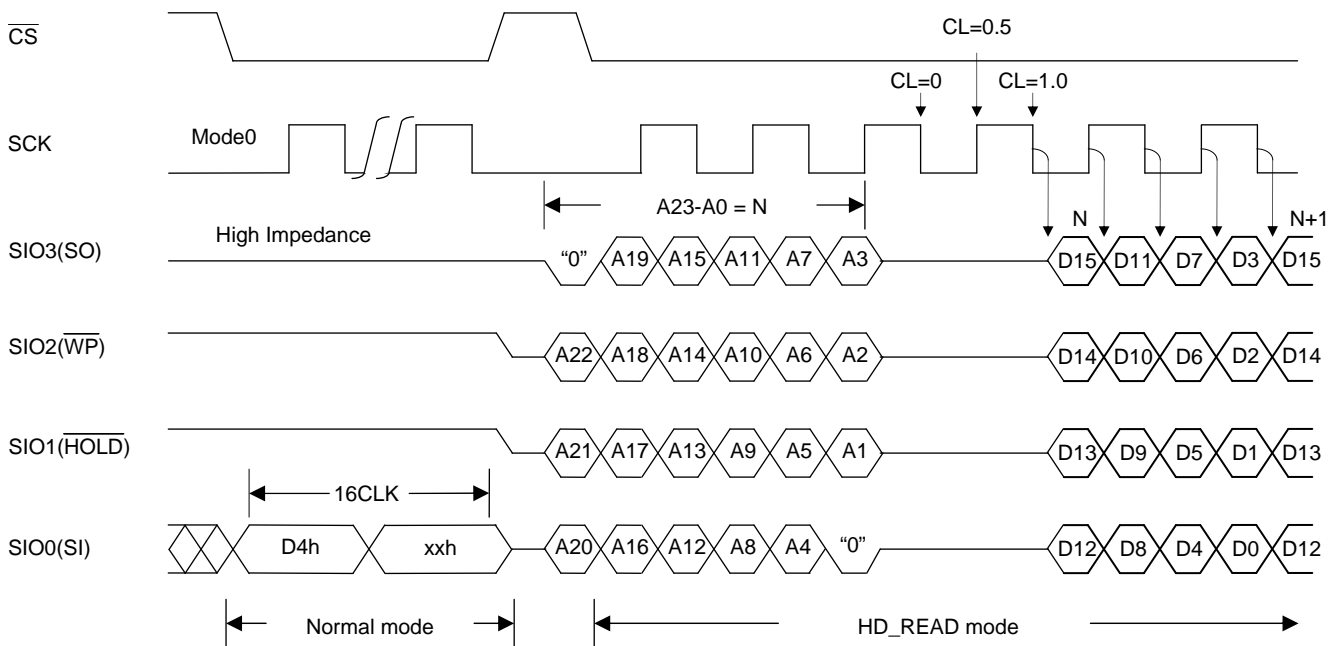 CS
CL=0.5
CL=0
CL=1.0
SCK
Mode0
A23-A0 = N
N
N+1
SIO3(SO)
High Impedance
“0” A19 A15 A11 A7 A3 D15 D11 D7 D3 D15
SIO2(WP)
A22 A18 A14 A10 A6 A2 D14 D10 D6 D2 D14
SIO1(HOLD)
A21 A17 A13 A9 A5 A1 D13 D9 D5 D1 D13
16CLK
SIO0(SI)
D4h xxh A20 A16 A12 A8 A4 “0” D12 D8 D4 D0 D12
Normal mode
HD_READ mode